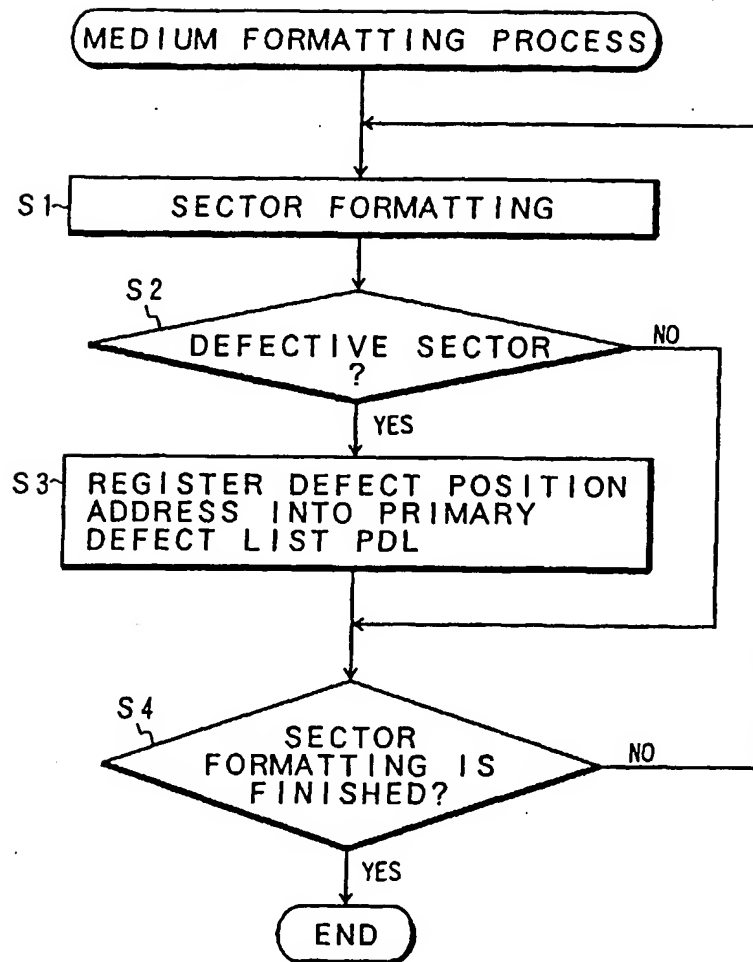 MEDIUM FORMATTING PROCESS
S1
SECTOR FORMATTING
S2
DEFECTIVE SECTOR
?
NO
YES
S3
REGISTER DEFECT POSITION
ADDRESS INTO PRIMARY
DEFECT LIST PDL
S4
SECTOR
FORMATTING IS
FINISHED?
NO
YES
END